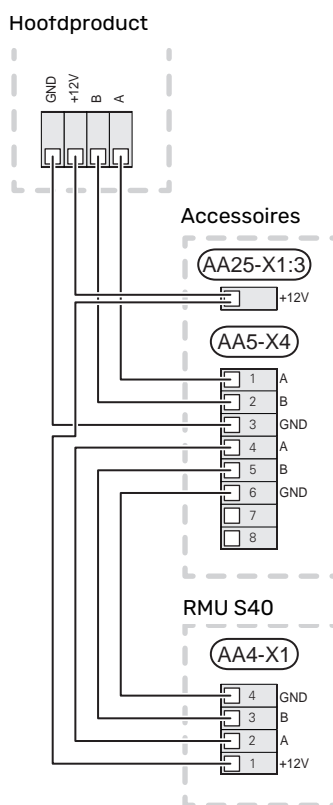 Hoofdproduct
GND +12V B A
Accessoires
AA25-X1:3
+12V
AA5-X4
1 A
2 B
3 GND
4 A
5 B
6 GND
7
8
RMU S40
AA4-X1
4 GND
3 B
2 A
1 +12V